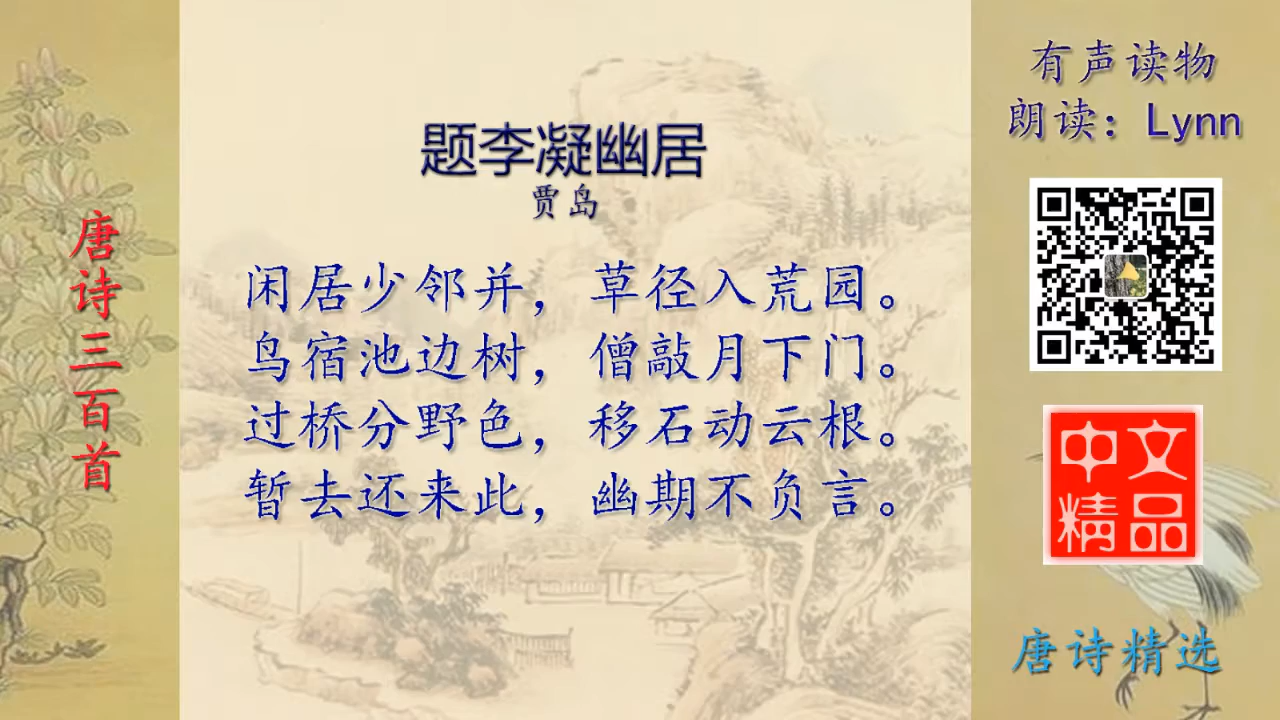 题李凝幽居
贾岛
闲居少邻并，草径入荒园。
鸟宿池边树，僧敲月下门。
过桥分野色，移石动云根。
暂去还来此，幽期不负言。
唐诗三百首
有声读物
朗读：Lynn
中文
精品
唐诗精选